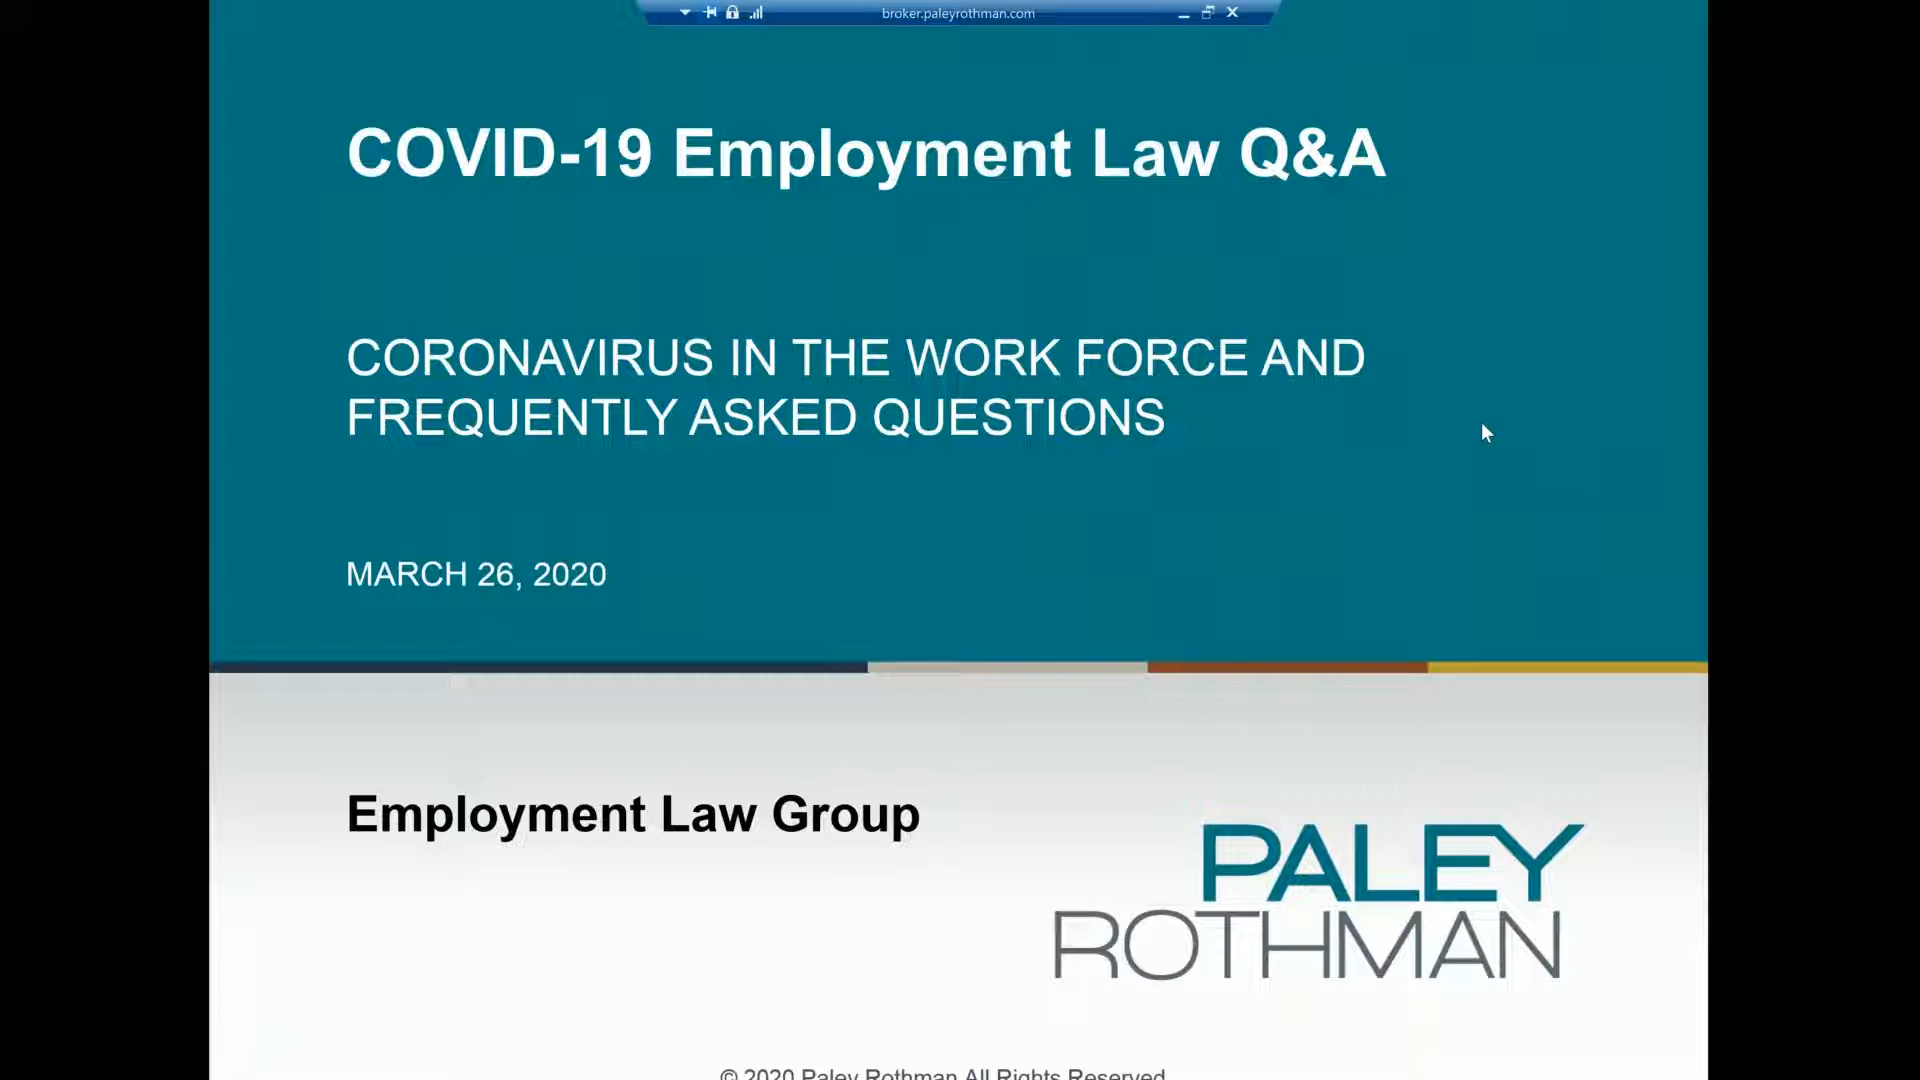 broker.paleyrothman.com
COVID-19 Employment Law Q&A
CORONAVIRUS IN THE WORK FORCE AND
FREQUENTLY ASKED QUESTIONS
MARCH 26, 2020
Employment Law Group
PALEY
ROTHMAN
© 2020 Paley Rothman All Rights Reserved